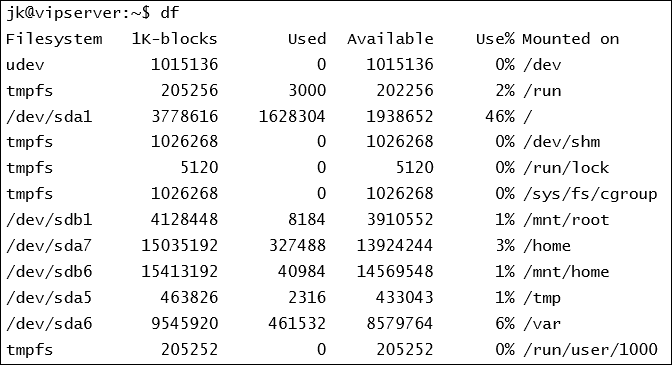 jk@vipserver:~$ df
Filesystem 1K-blocks Used Available Use% Mounted on
udev 1015136 0 1015136 0% /dev
tmpfs 205256 3000 202256 2% /run
/dev/sda1 3778616 1628304 1938652 46% /
tmpfs 1026268 0 1026268 0% /dev/shm
tmpfs 5120 0 5120 0% /run/lock
tmpfs 1026268 0 1026268 0% /sys/fs/cgroup
/dev/sdb1 4128448 8184 3910552 1% /mnt/root
/dev/sda7 15035192 327488 13924244 3% /home
/dev/sdb6 15413192 40984 14569548 1% /mnt/home
/dev/sda5 463826 2316 433043 1% /tmp
/dev/sda6 9545920 461532 8579764 6% /var
tmpfs 205252 0 205252 0% /run/user/1000